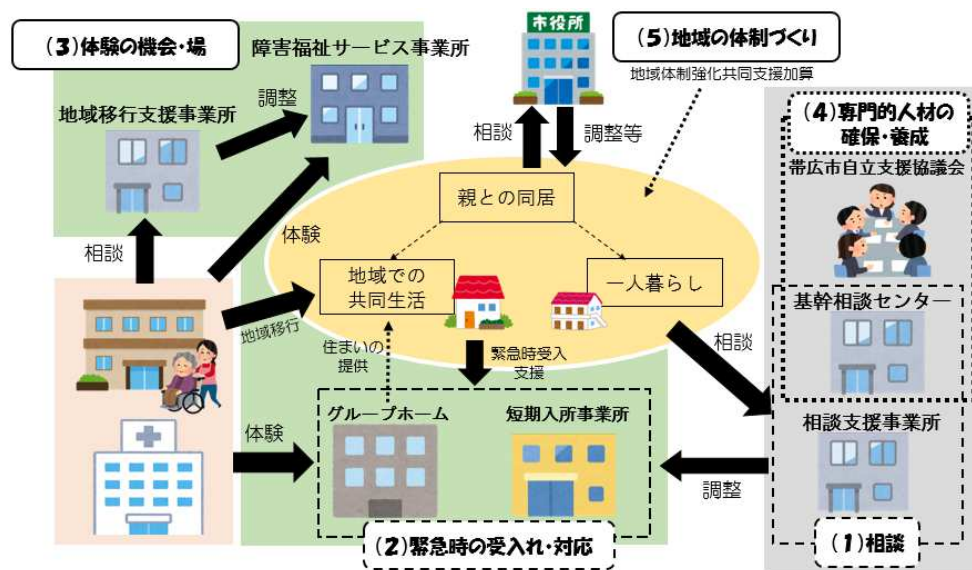 (3)体験の機会・場
障害福祉サービス事業所
地域移行支援事業所
調整
市役所
(5)地域の体制づくり
地域体制強化共同支援加算
相談
調整等
(4)専門的人材の
確保・養成
帯広市自立支援協議会
親との同居
相談
体験
地域での
共同生活
一人暮らし
基幹相談センター
地域移行
住まいの
提供
緊急時受入
支援
相談
グループホーム
短期入所事業所
相談支援事業所
体験
調整
(2)緊急時の受入れ・対応
(1)相談